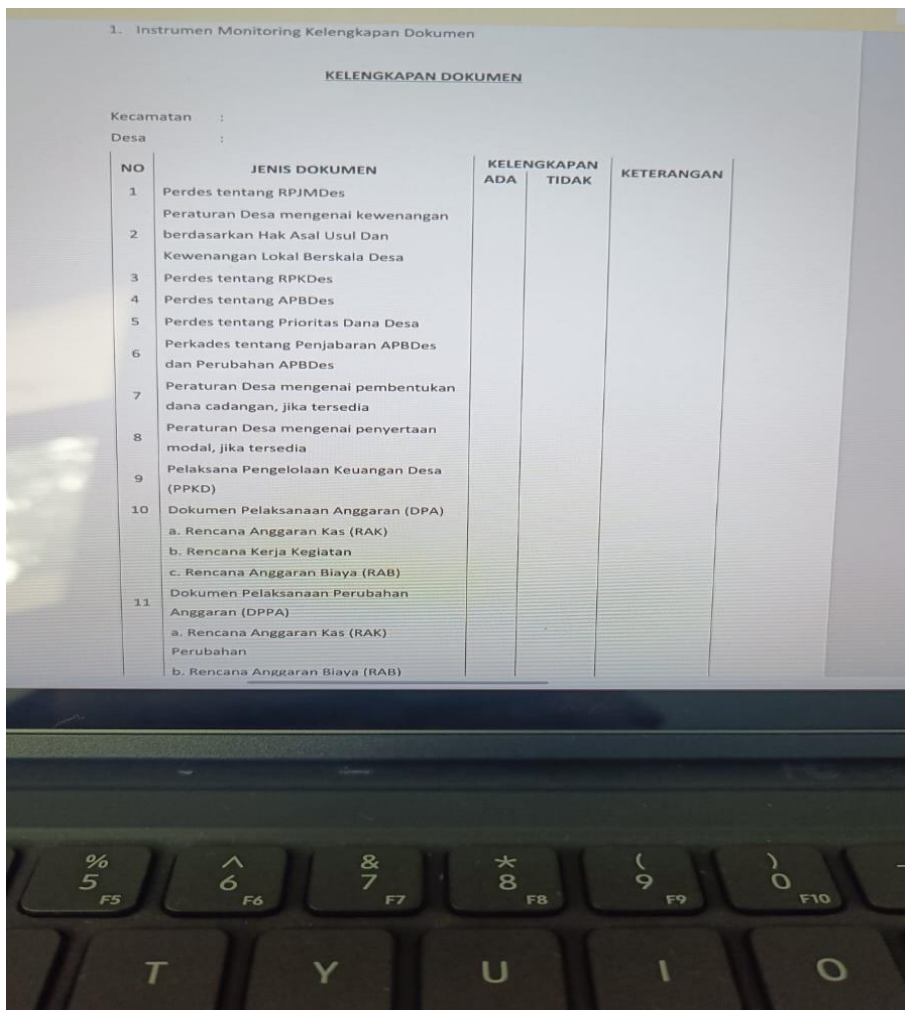 1. Instrumen Monitoring Kelengkapan Dokumen
KELENGKAPAN DOKUMEN
Kecamatan :
Desa :
NO JENIS DOKUMEN KELENGKAPAN KETERANGAN
ADA TIDAK
1 Perdes tentang RPJMDes
Peraturan Desa mengenai kewenangan
2 berdasarkan Hak Asal Usul Dan
Kewenangan Lokal Berskala Desa
3 Perdes tentang RPKDes
4 Perdes tentang APBDes
5 Perdes tentang Prioritas Dana Desa
6 Perkades tentang Penjabaran APBDes
dan Perubahan APBDes
7 Peraturan Desa mengenai pembentukan
dana cadangan, jika tersedia
8 Peraturan Desa mengenai penyertaan
modal, jika tersedia
9 Pelaksana Pengelolaan Keuangan Desa
(PPKD)
10 Dokumen Pelaksanaan Anggaran (DPA)
a. Rencana Anggaran Kas (RAK)
b. Rencana Kerja Kegiatan
c. Rencana Anggaran Biaya (RAB)
11 Dokumen Pelaksanaan Perubahan
Anggaran (DPPA)
a. Rencana Anggaran Kas (RAK)
Perubahan
b. Rencana Anggaran Biaya (RAB)
% ^ & * ( )
5 6 7 8 9 0
F5 F6 F7 F8 F9 F10
T Y U I O